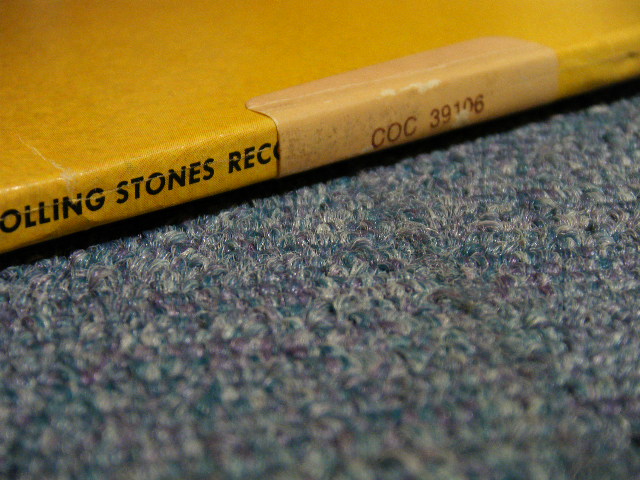 OLLING STONES REC
COC 39106